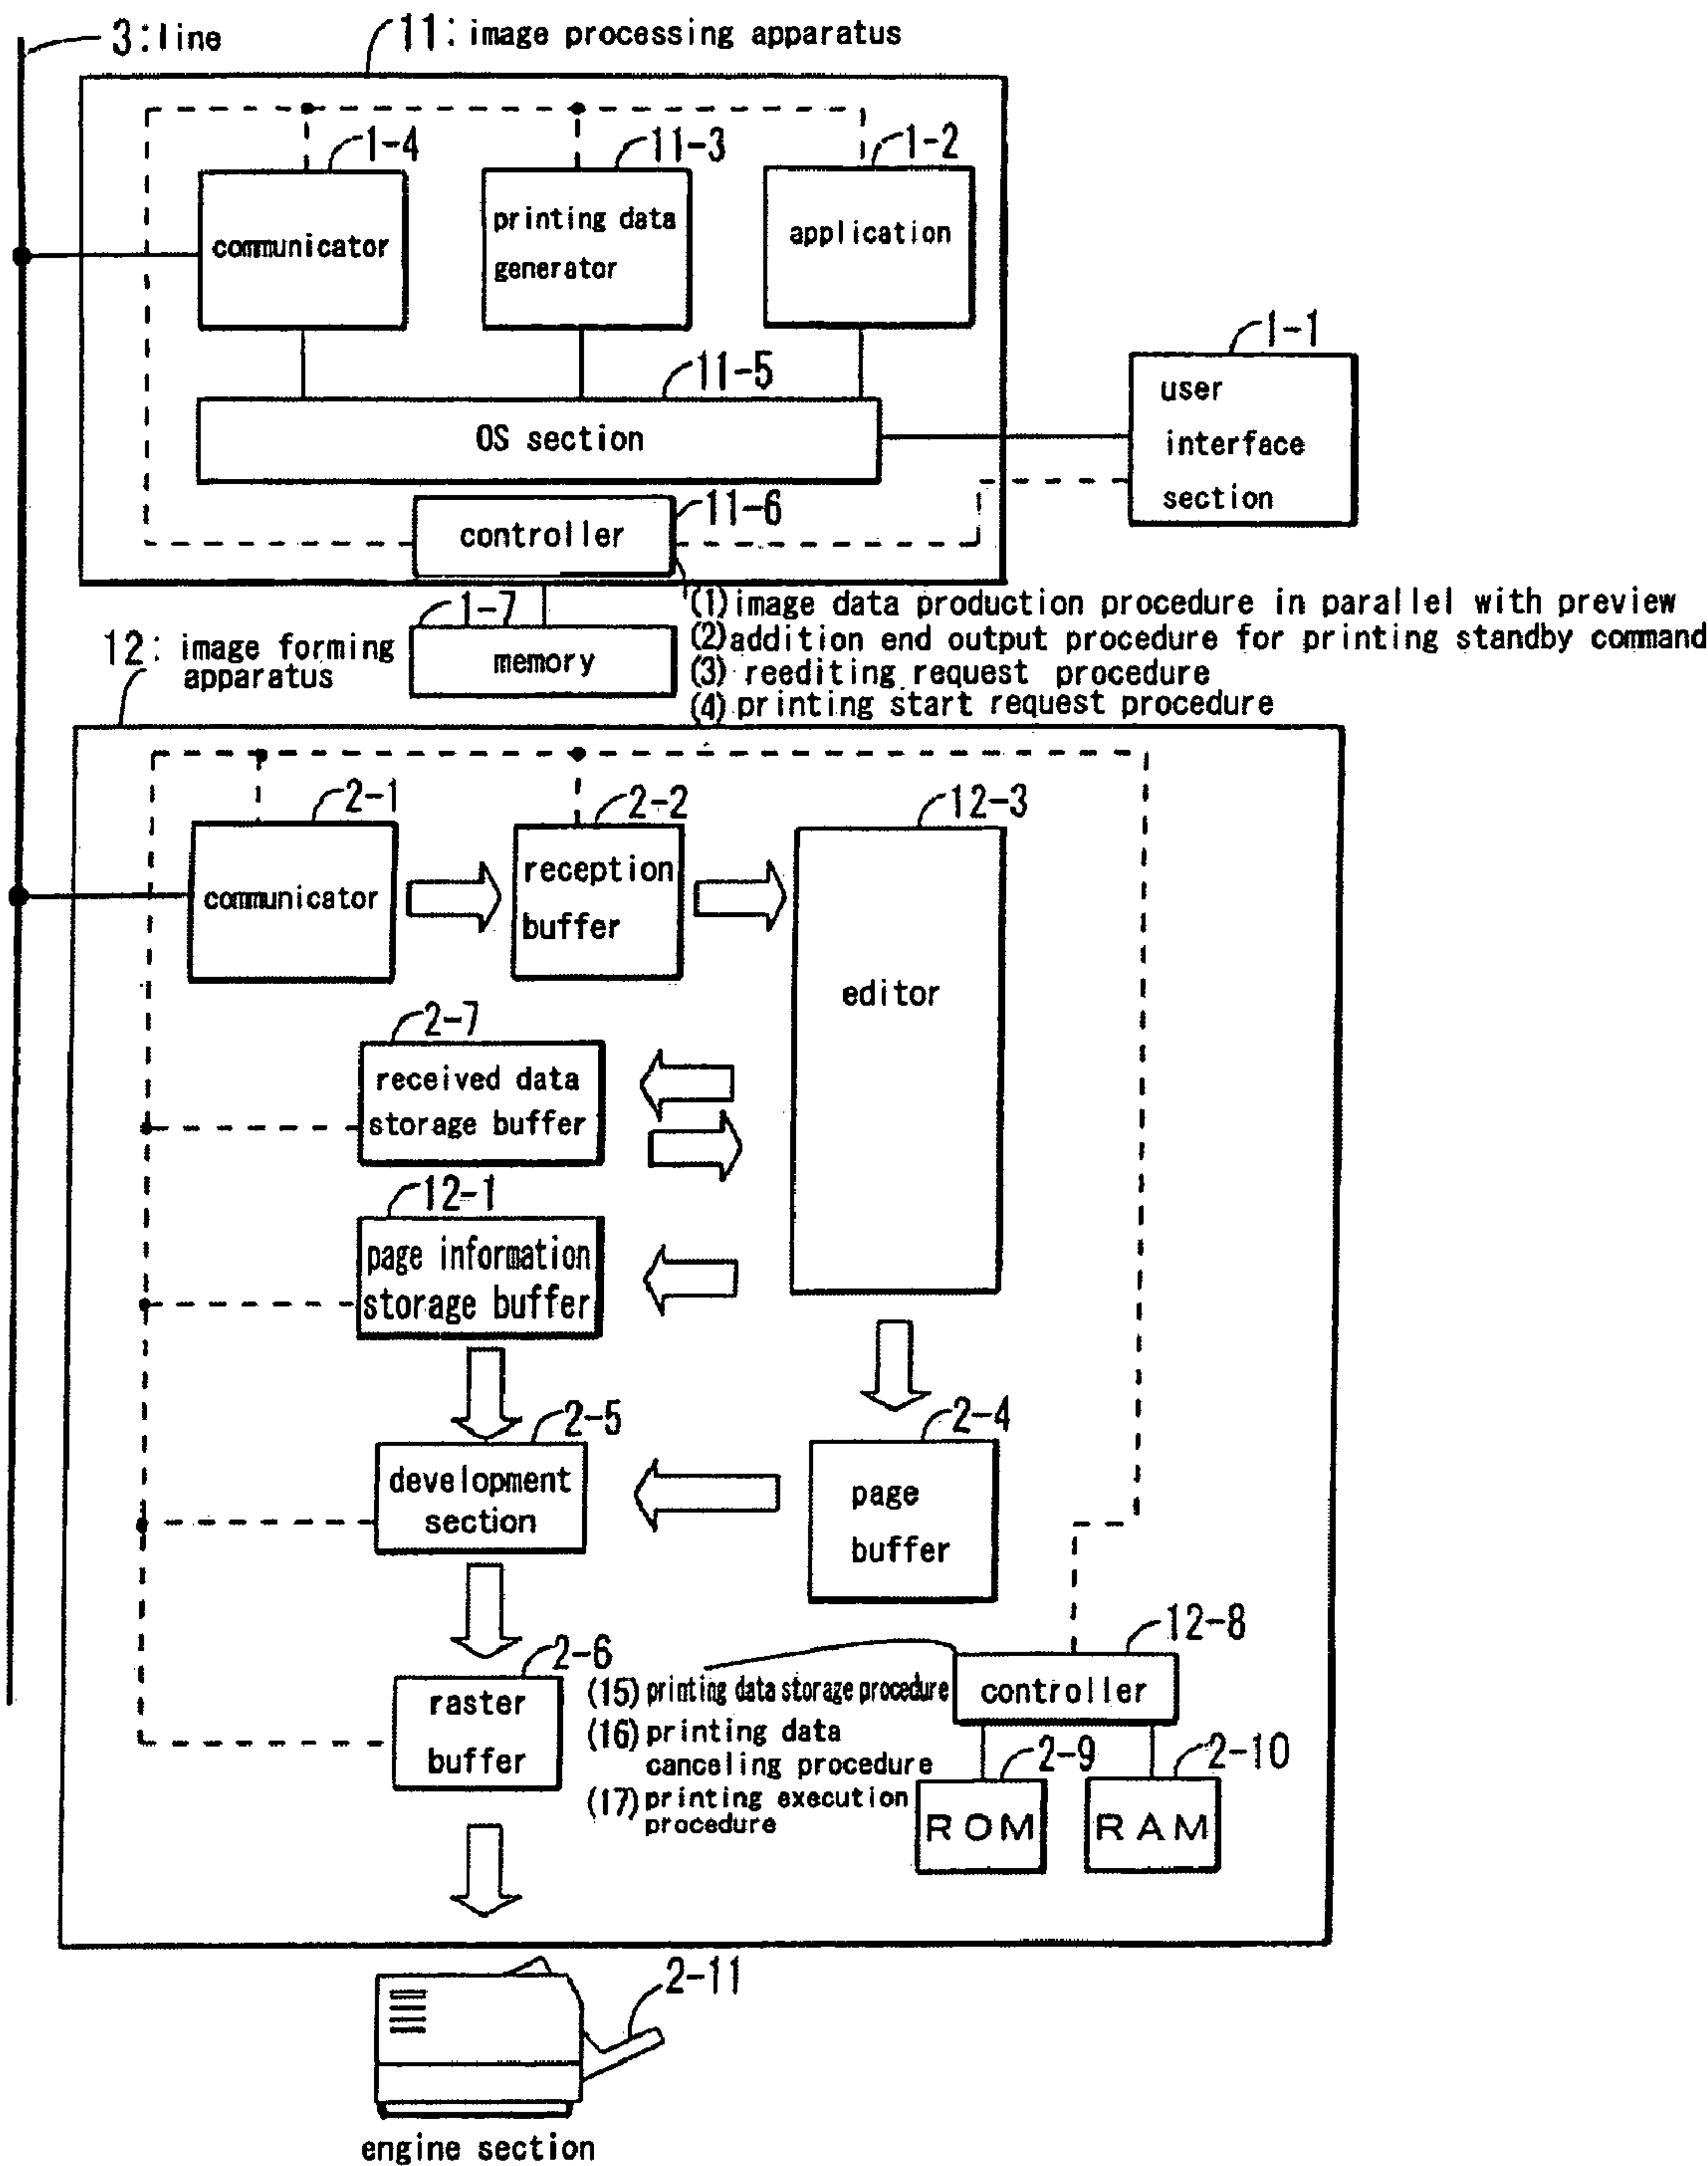 3:line
11: image processing apparatus
1-4
11-3
1-2
communicator
printing data
generator
application
1-1
user
interface
section
11-5
OS section
11-6
controller
(1) image data production procedure in parallel with preview
(2) addition end output procedure for printing standby command
(3) reediting request procedure
(4) printing start request procedure
1-7
memory
12: image forming
apparatus
2-1
2-2
12-3
communicator
reception
buffer
editor
2-7
received data
storage buffer
12-1
page information
storage buffer
2-5
development
section
2-4
page
buffer
2-6
raster
buffer
12-8
controller
(15) printing data storage procedure
(16) printing data
canceling procedure
(17) printing execution
procedure
2-9
ROM
2-10
RAM
2-11
engine section